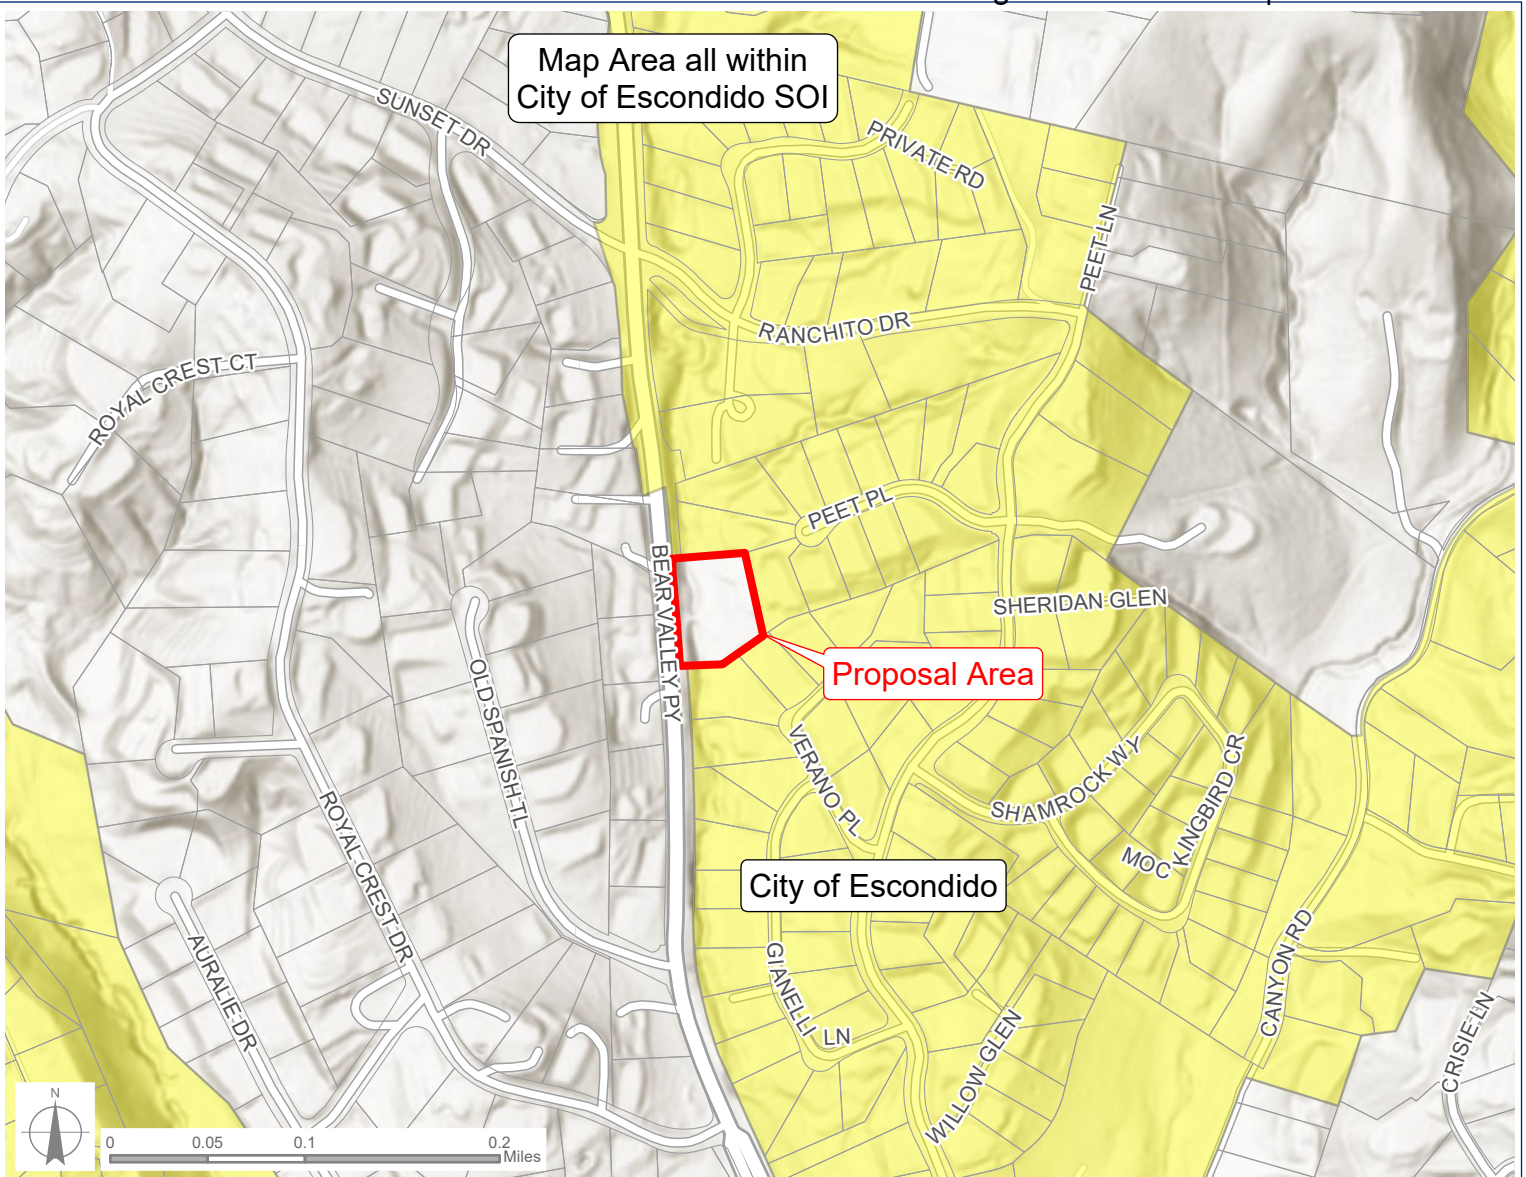 Map Area all within
City of Escondido SOI
SUNSET DR
PRIVATE RD
PEET LN
RANCHITO DR
ROYAL CREST CT
PEET PL
BEAR VALLEY PY
SHERIDAN GLEN
Proposal Area
OLD SPANISH TL
VERANO PL
SHAMROCK WY
MOCKINGBIRD CR
ROYAL CREST DR
City of Escondido
AURALIE DR
GIANELLI LN
CANYON RD
WILLOW GLEN
CRISIE LN
N
0 0.05 0.1 0.2
Miles